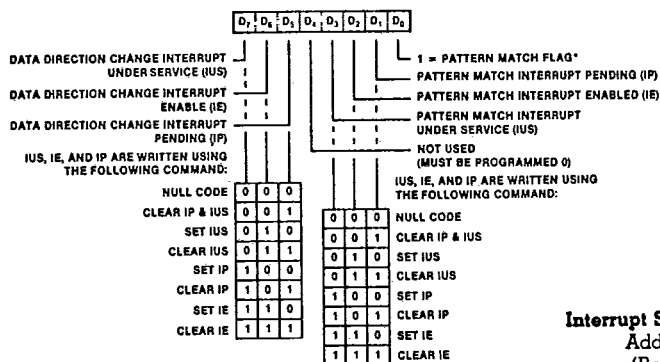 D7 D6 D5 D4 D3 D2 D1 D0
DATA DIRECTION CHANGE INTERRUPT
UNDER SERVICE (IUS)
DATA DIRECTION CHANGE INTERRUPT
ENABLE (IE)
DATA DIRECTION CHANGE INTERRUPT
PENDING (IP)
IUS, IE, AND IP ARE WRITTEN USING
THE FOLLOWING COMMAND:
NULL CODE 0 0 0
CLEAR IP & IUS 0 0 1
SET IUS 0 1 0
CLEAR IUS 0 1 1
SET IP 1 0 0
CLEAR IP 1 0 1
SET IE 1 1 0
CLEAR IE 1 1 1
1 = PATTERN MATCH FLAG*
PATTERN MATCH INTERRUPT PENDING (IP)
PATTERN MATCH INTERRUPT ENABLED (IE)
PATTERN MATCH INTERRUPT
UNDER SERVICE (IUS)
NOT USED
(MUST BE PROGRAMMED 0)
IUS, IE, AND IP ARE WRITTEN USING
THE FOLLOWING COMMAND:
0 0 0 NULL CODE
0 0 1 CLEAR IP & IUS
0 1 0 SET IUS
0 1 1 CLEAR IUS
1 0 0 SET IP
1 0 1 CLEAR IP
1 1 0 SET IE
1 1 1 CLEAR IE
Interrupt S
Add